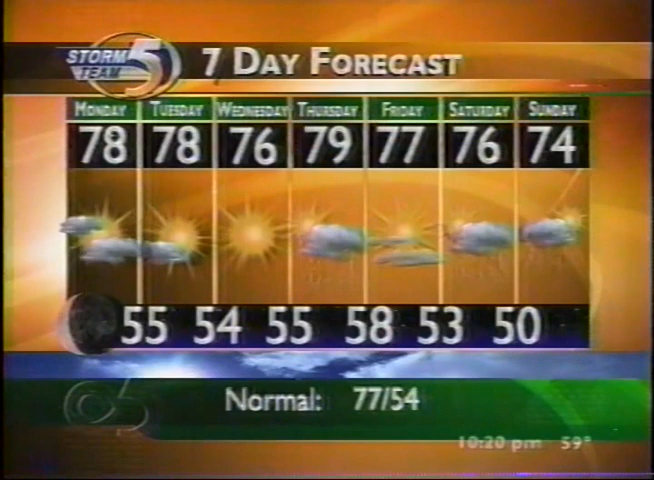 STORM TEAM 5
7 DAY FORECAST
MONDAY TUESDAY WEDNESDAY THURSDAY FRIDAY SATURDAY SUNDAY
78 78 76 79 77 76 74
55 54 55 58 53 50
5 Normal: 77/54
10:20 pm 59°